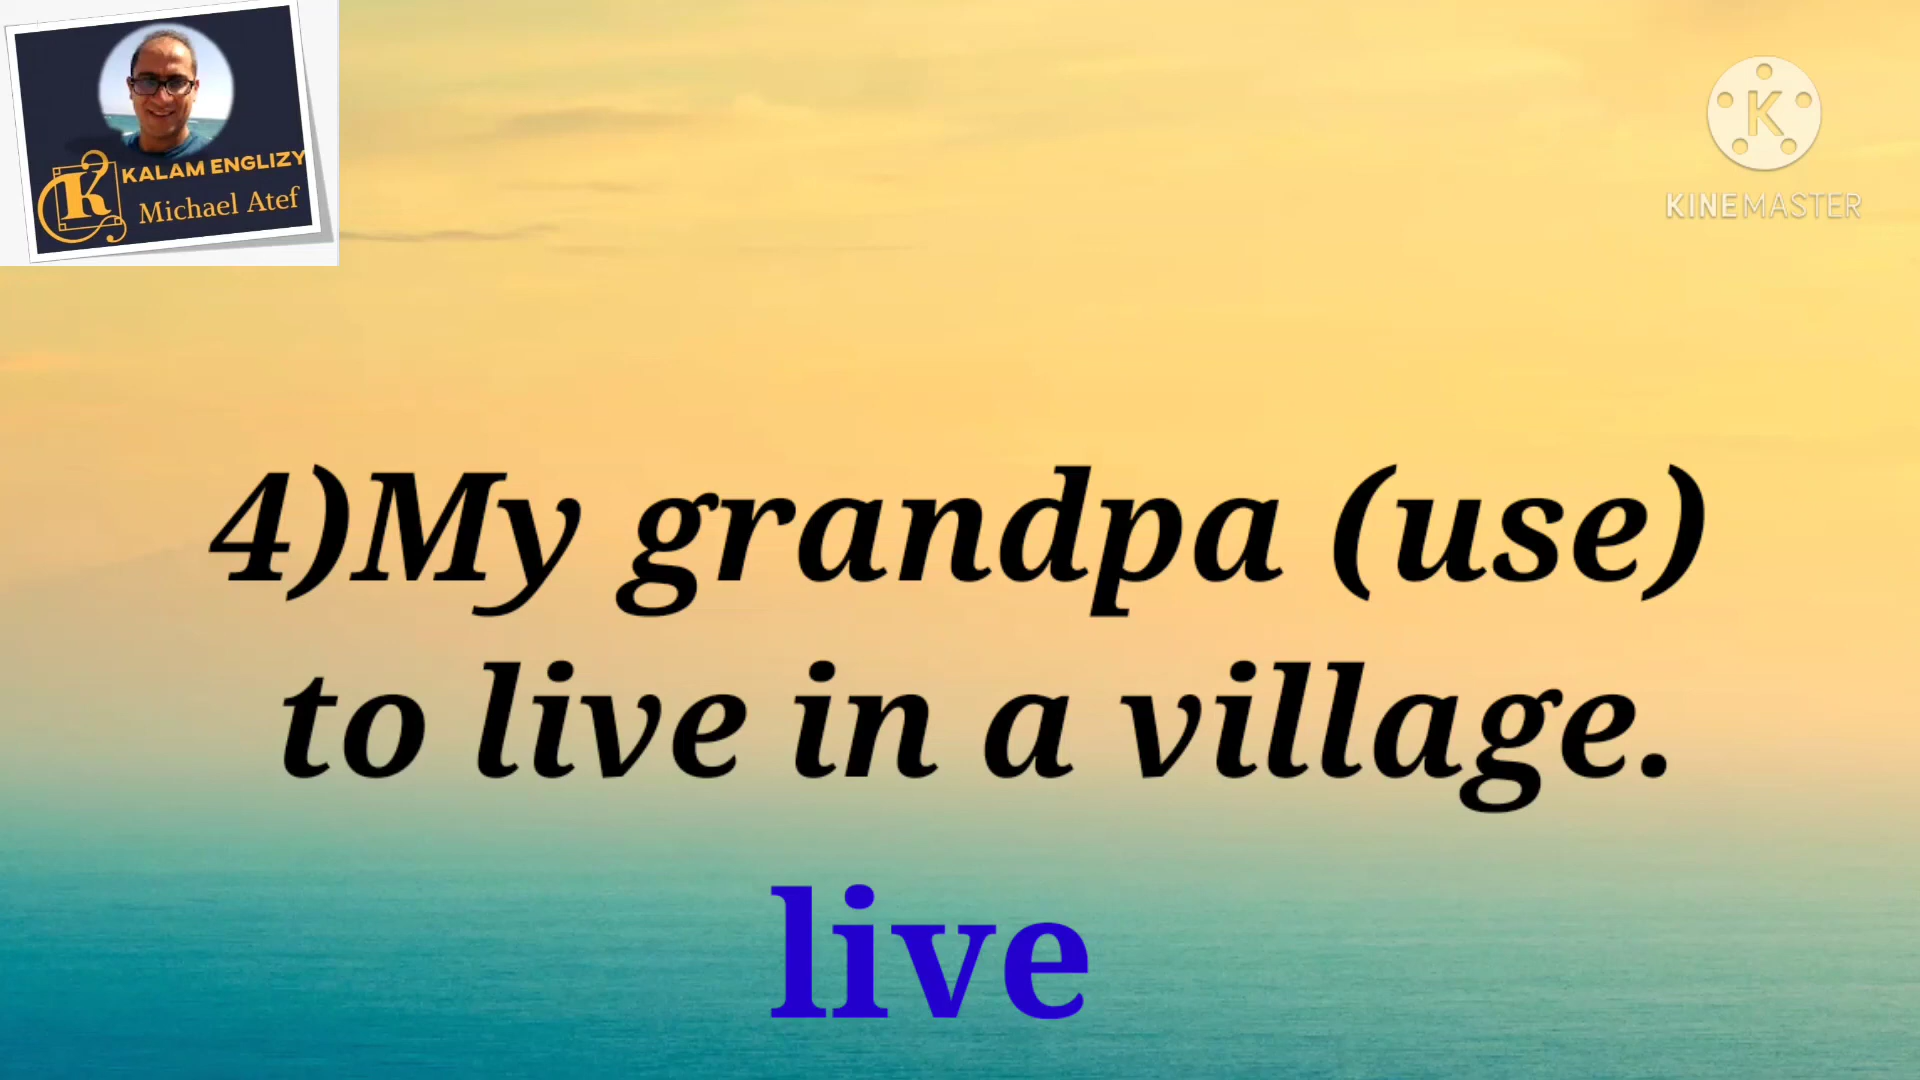 KALAM ENGLIZY
K
Michael Atef
K
KINEMASTER
4)My grandpa (use)
to live in a village.
live